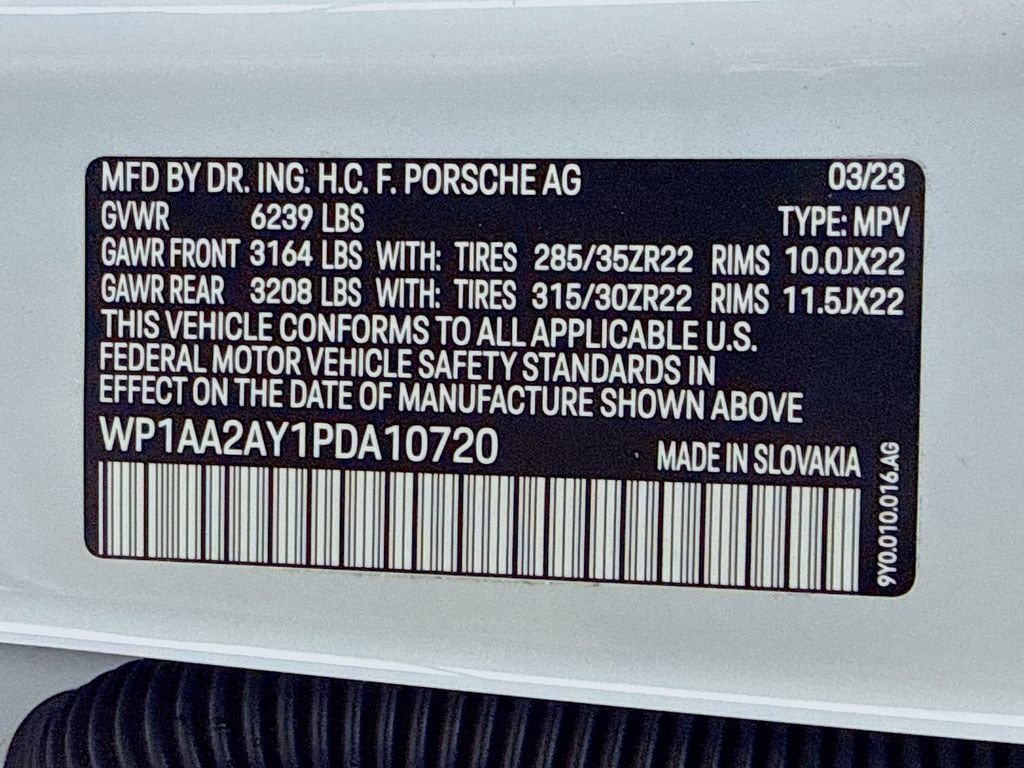 MFD BY DR. ING. H.C. F. PORSCHE AG 03/23
GVWR 6239 LBS TYPE: MPV
GAWR FRONT 3164 LBS WITH: TIRES 285/35ZR22 RIMS 10.0JX22
GAWR REAR 3208 LBS WITH: TIRES 315/30ZR22 RIMS 11.5JX22
THIS VEHICLE CONFORMS TO ALL APPLICABLE U.S.
FEDERAL MOTOR VEHICLE SAFETY STANDARDS IN
EFFECT ON THE DATE OF MANUFACTURE SHOWN ABOVE
WP1AA2AY1PDA10720 MADE IN SLOVAKIA
9Y0.010.016.AG